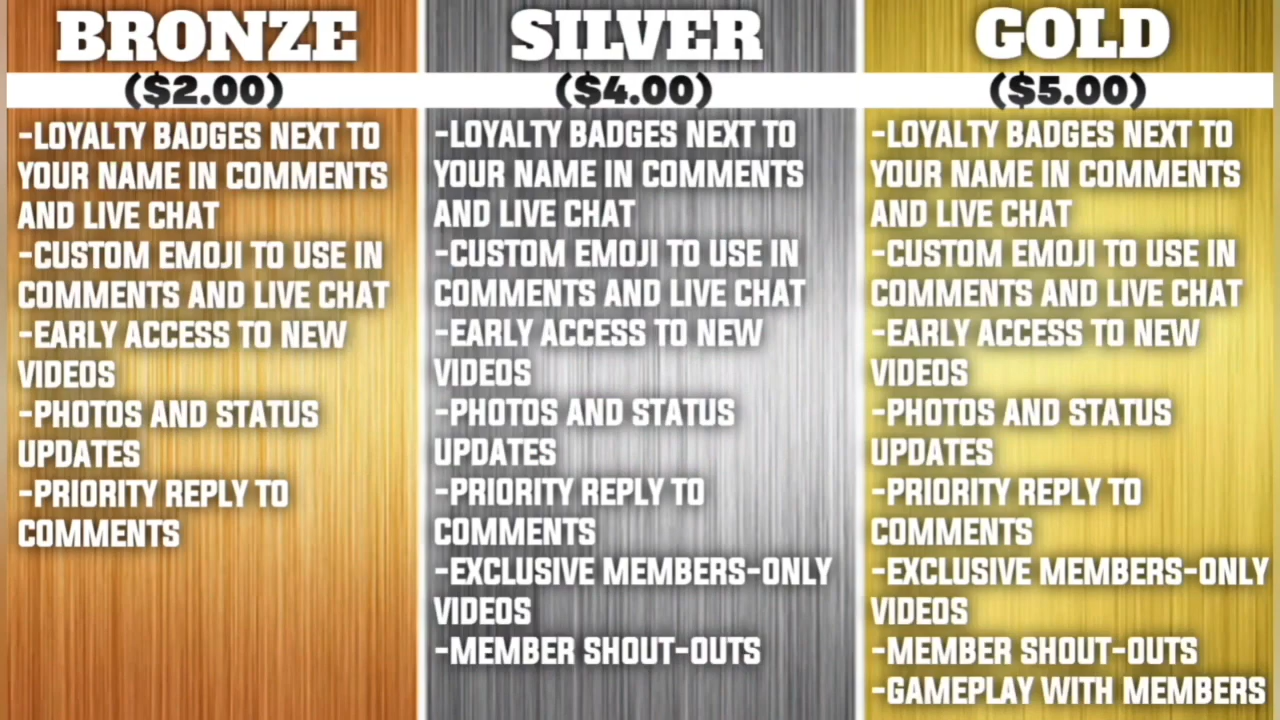 BRONZE
($2.00)
-LOYALTY BADGES NEXT TO
YOUR NAME IN COMMENTS
AND LIVE CHAT
-CUSTOM EMOJI TO USE IN
COMMENTS AND LIVE CHAT
-EARLY ACCESS TO NEW
VIDEOS
-PHOTOS AND STATUS
UPDATES
-PRIORITY REPLY TO
COMMENTS
SILVER
($4.00)
-LOYALTY BADGES NEXT TO
YOUR NAME IN COMMENTS
AND LIVE CHAT
-CUSTOM EMOJI TO USE IN
COMMENTS AND LIVE CHAT
-EARLY ACCESS TO NEW
VIDEOS
-PHOTOS AND STATUS
UPDATES
-PRIORITY REPLY TO
COMMENTS
-EXCLUSIVE MEMBERS-ONLY
VIDEOS
-MEMBER SHOUT-OUTS
GOLD
($5.00)
-LOYALTY BADGES NEXT TO
YOUR NAME IN COMMENTS
AND LIVE CHAT
-CUSTOM EMOJI TO USE IN
COMMENTS AND LIVE CHAT
-EARLY ACCESS TO NEW
VIDEOS
-PHOTOS AND STATUS
UPDATES
-PRIORITY REPLY TO
COMMENTS
-EXCLUSIVE MEMBERS-ONLY
VIDEOS
-MEMBER SHOUT-OUTS
-GAMEPLAY WITH MEMBERS